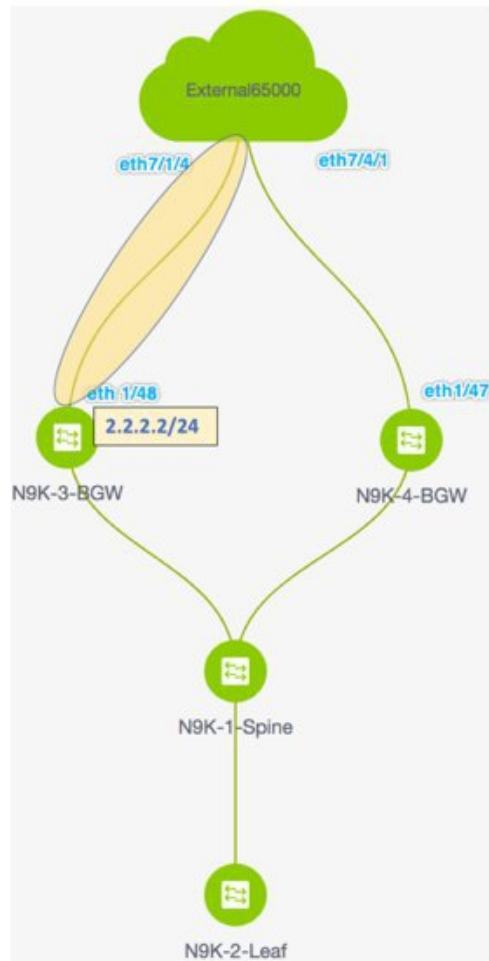 External65000
eth7/1/4
eth7/4/1
eth 1/48
eth1/47
2.2.2.2/24
N9K-3-BGW
N9K-4-BGW
N9K-1-Spine
N9K-2-Leaf